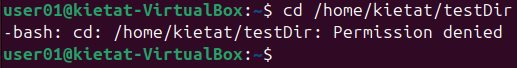 user01@kietat-VirtualBox:~$ cd /home/kietat/testDir
-bash: cd: /home/kietat/testDir: Permission denied
user01@kietat-VirtualBox:~$